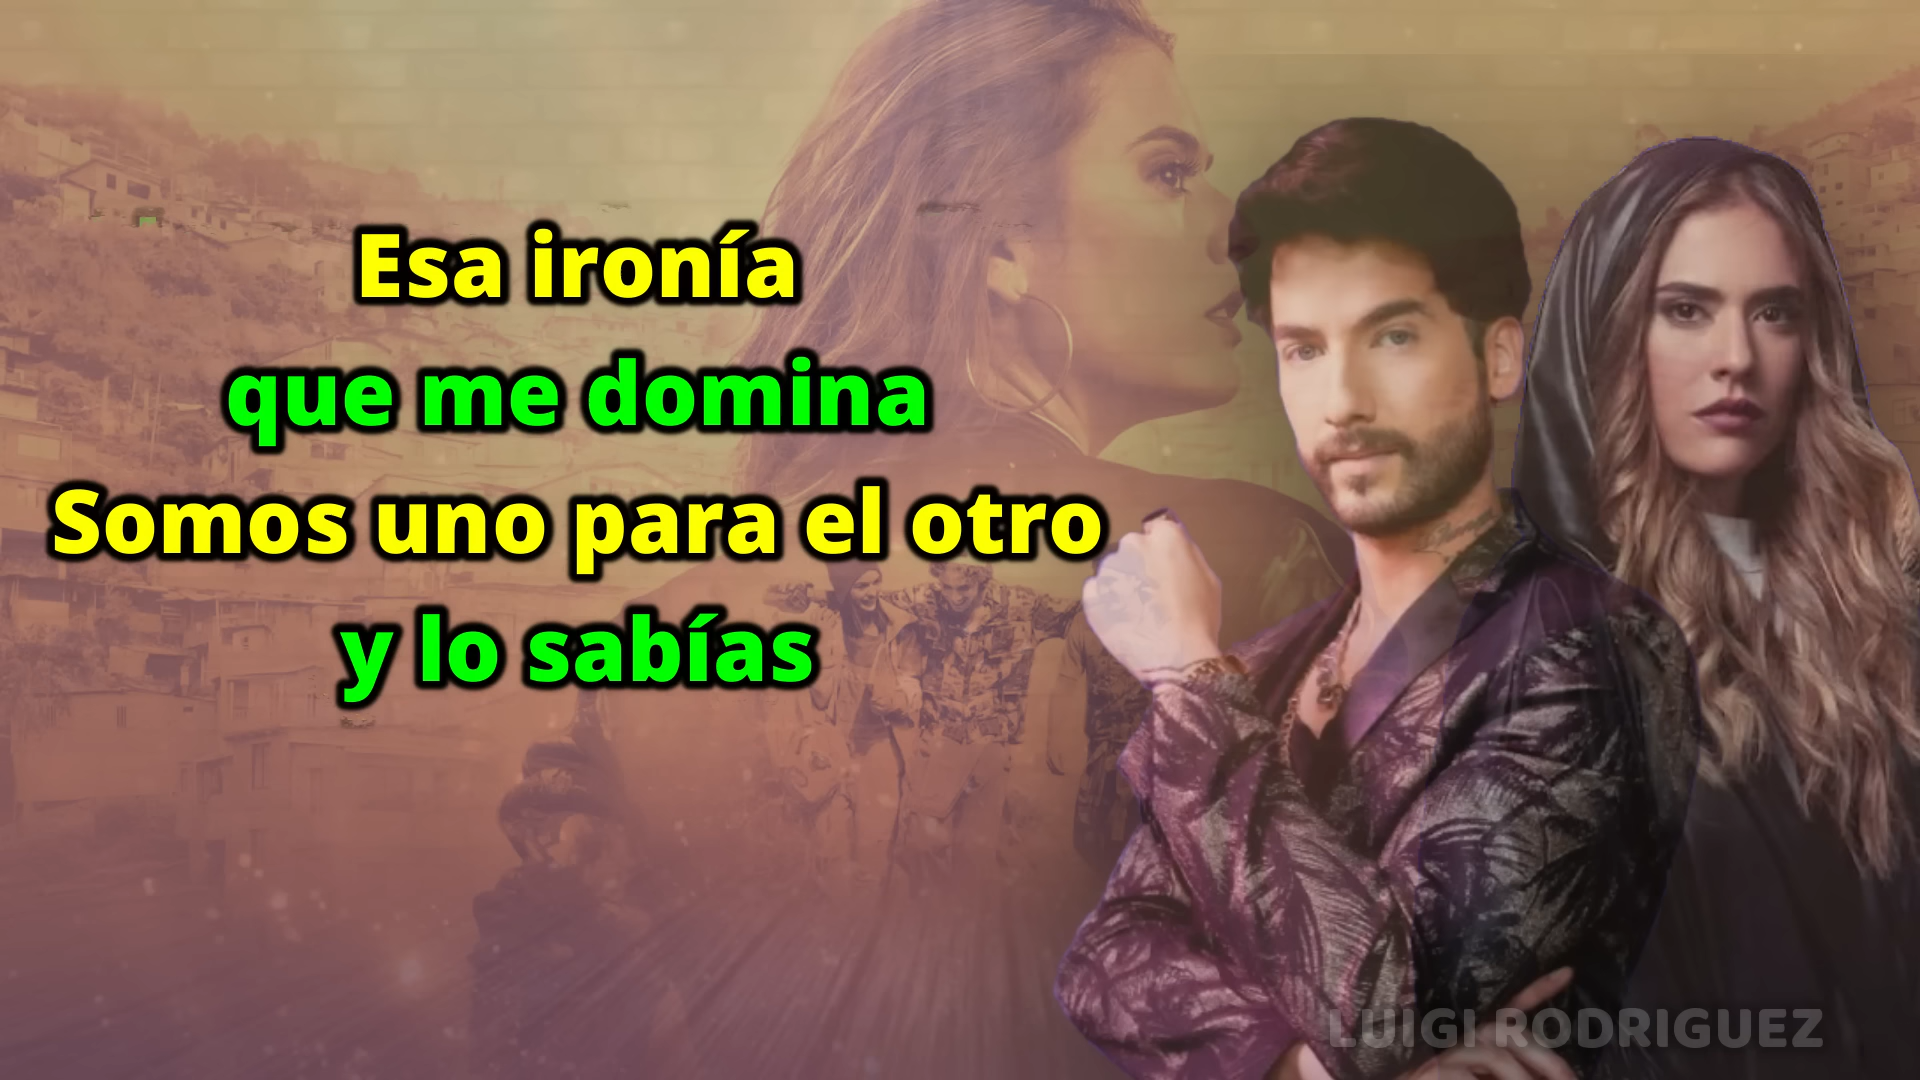 Esa ironía
que me domina
Somos uno para el otro
y lo sabías
LUIGI RODRIGUEZ